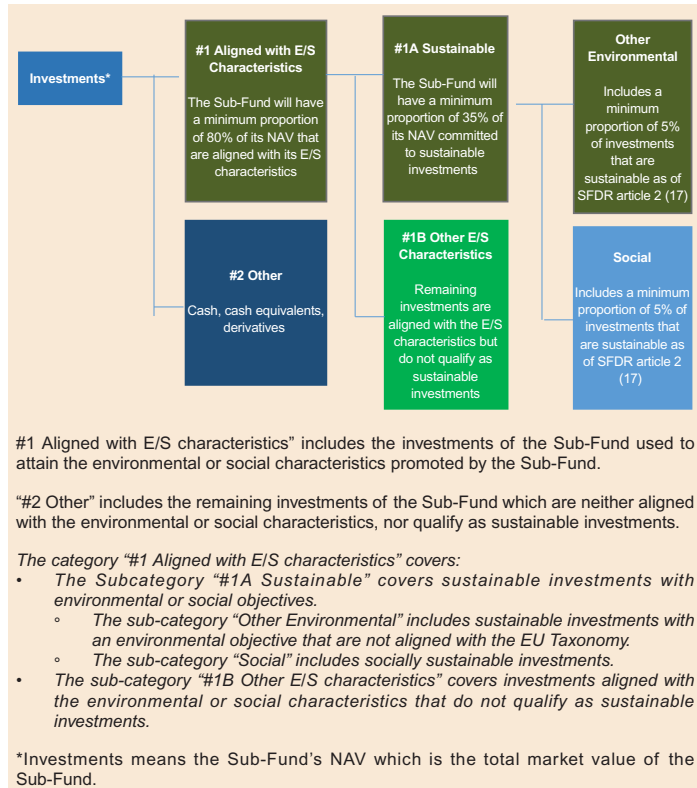 Investments*
#1 Aligned with E/S
Characteristics
The Sub-Fund will have
a minimum proportion
of 80% of its NAV that
are aligned with its E/S
characteristics
#2 Other
Cash, cash equivalents,
derivatives
#1A Sustainable
The Sub-Fund will
have a minimum
proportion of 35% of
its NAV committed
to sustainable
investments
#1B Other E/S
Characteristics
Remaining
investments are
aligned with the E/S
characteristics but
do not qualify as
sustainable
investments
Other
Environmental
Includes a
minimum
proportion of 5%
of investments
that are
sustainable as of
SFDR article 2 (17)
Social
Includes a minimum
proportion of 5% of
investments that
that are sustainable as
of SFDR article 2
(17)
#1 Aligned with E/S characteristics” includes the investments of the Sub-Fund used to
attain the environmental or social characteristics promoted by the Sub-Fund.
“#2 Other” includes the remaining investments of the Sub-Fund which are neither aligned
with the environmental or social characteristics, nor qualify as sustainable investments.
The category “#1 Aligned with E/S characteristics” covers:
• The Subcategory “#1A Sustainable” covers sustainable investments with
environmental or social objectives.
◦ The sub-category “Other Environmental” includes sustainable investments with
an environmental objective that are not aligned with the EU Taxonomy.
◦ The sub-category “Social” includes socially sustainable investments.
• The sub-category “#1B Other E/S characteristics” covers investments aligned with
the environmental or social characteristics that do not qualify as sustainable
investments.
*Investments means the Sub-Fund’s NAV which is the total market value of the
Sub-Fund.